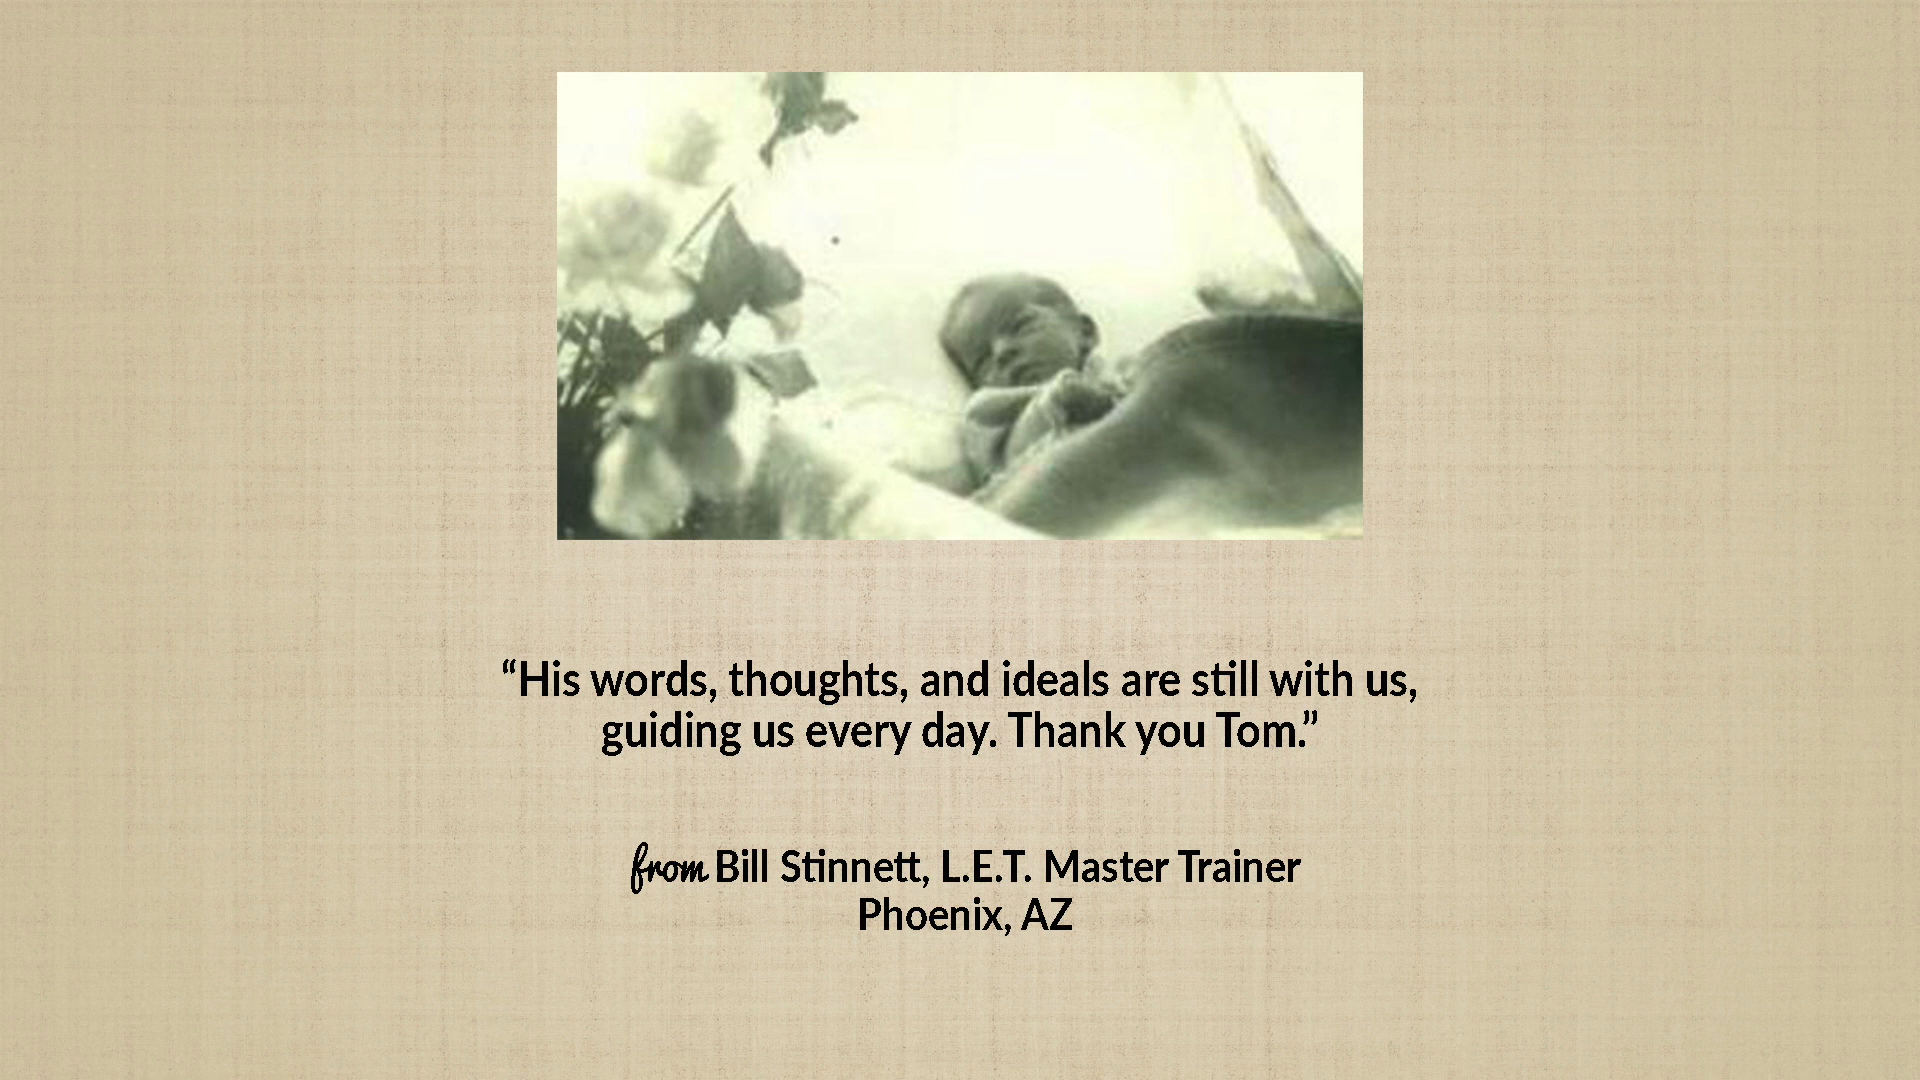 “His words, thoughts, and ideals are still with us,
guiding us every day. Thank you Tom.”
from Bill Stinnett, L.E.T. Master Trainer
Phoenix, AZ